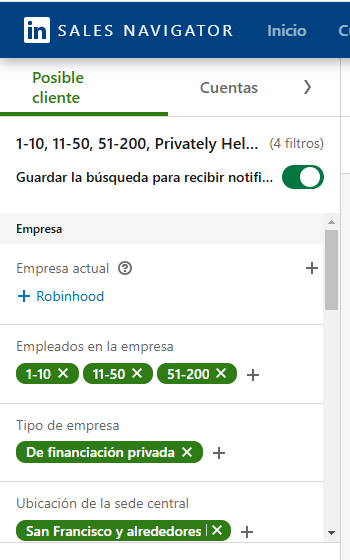 in SALES NAVIGATOR Inicio
Posible cliente
Cuentas
1-10, 11-50, 51-200, Privately Hel... (4 filtros)
Guardar la búsqueda para recibir notifi...
Empresa
Empresa actual ? +
+ Robinhood
Empleados en la empresa
1-10 × 11-50 × 51-200 × +
Tipo de empresa
De financiación privada × +
Ubicación de la sede central
San Francisco y alrededores | × +